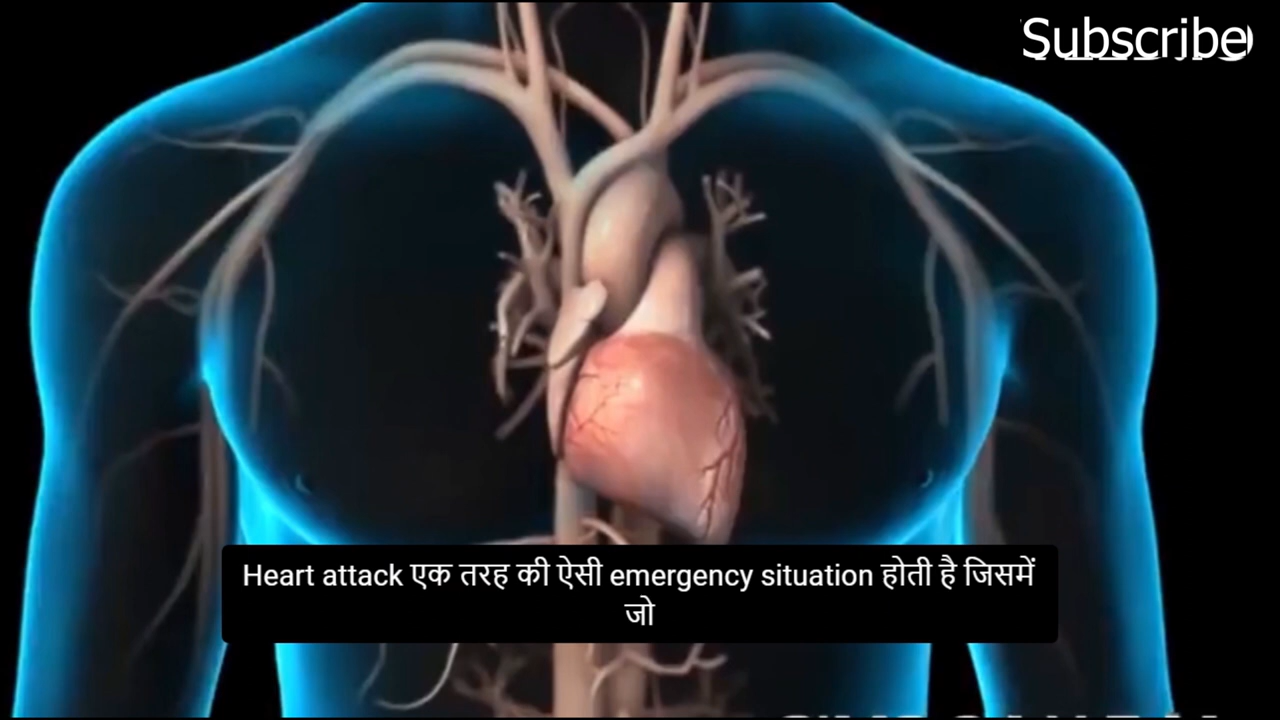 Subscribe
Heart attack एक तरह की ऐसी emergency situation होती है जिसमें
जो